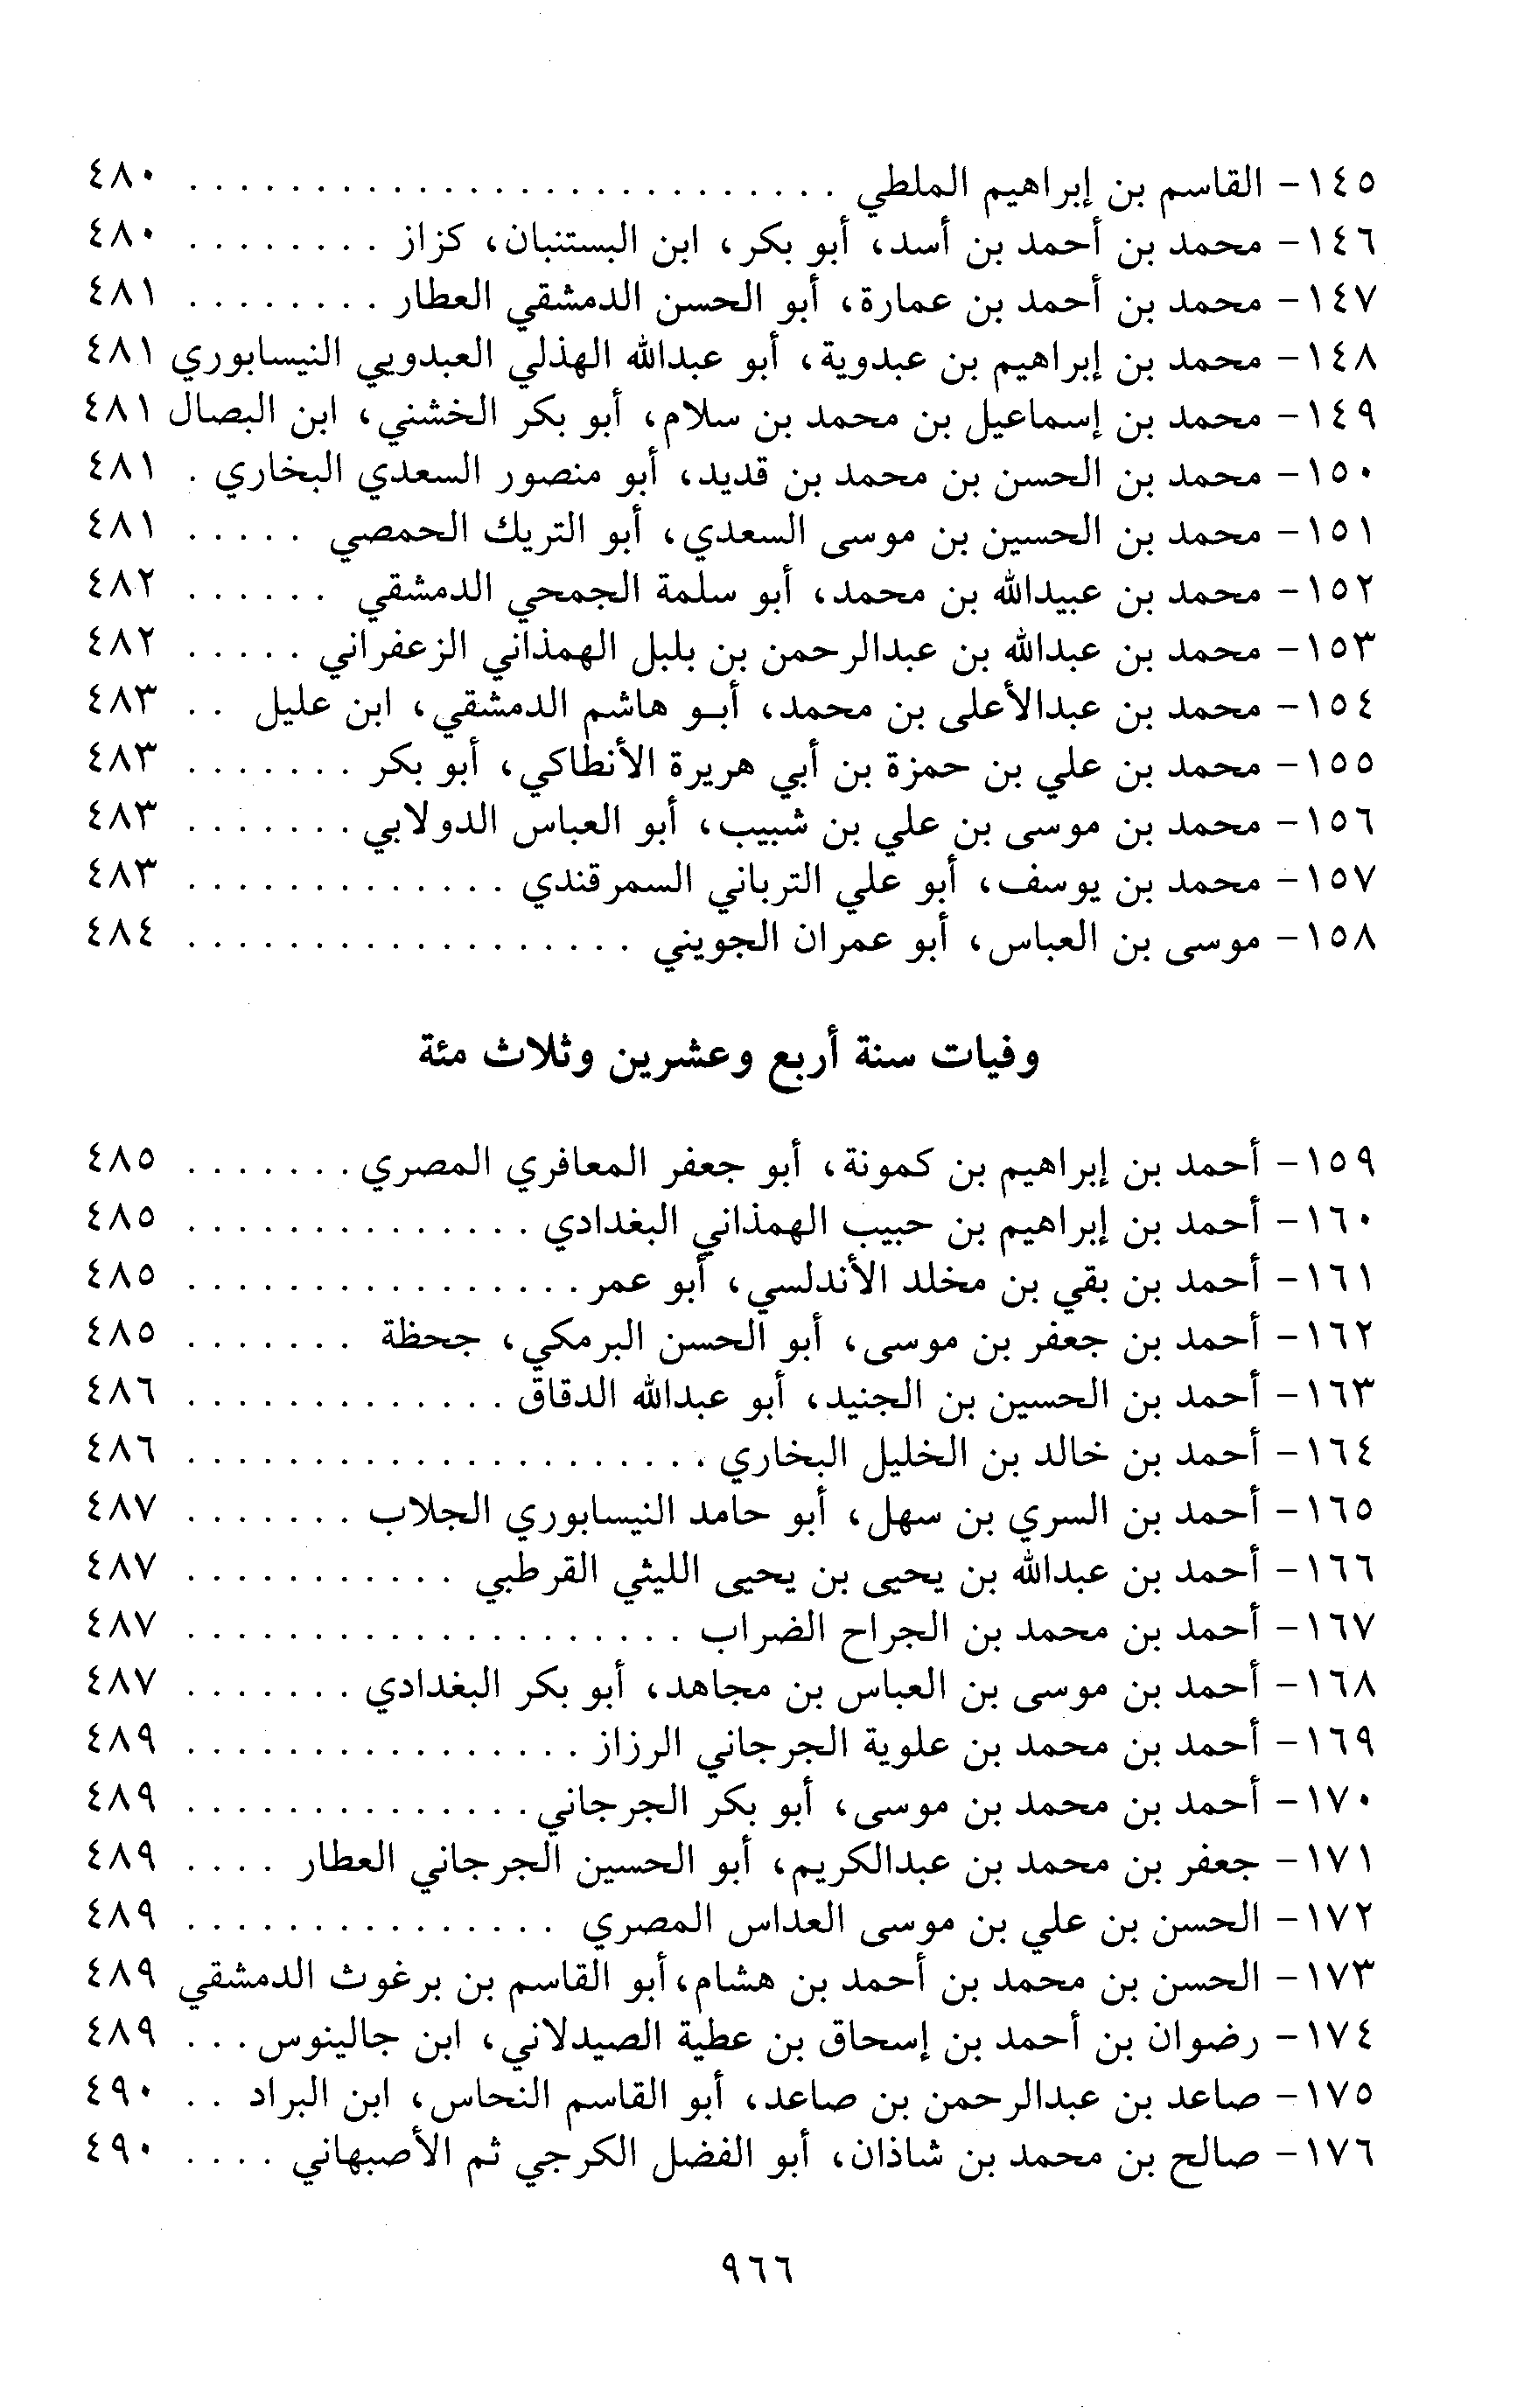 ١٤٥- القاسم بن إبراهيم الملطي . . . . . . . . . . . . . . . . . . . . . . . . . . ٤٨٠
١٤٦- محمد بن أحمد بن أسد، أبو بكر، ابن البستنبان، كزاز . . . . . . . . ٤٨٠
١٤٧- محمد بن أحمد بن عمارة، أبو الحسن الدمشقي العطار . . . . . . . . ٤٨١
١٤٨- محمد بن إبراهيم بن عبدوية، أبو عبدالله الهذلي العبدويي النيسابوري ٤٨١
١٤٩- محمد بن إسماعيل بن محمد بن سلام، أبو بكر الخشني، ابن البصال ٤٨١
١٥٠- محمد بن الحسن بن محمد بن قديد، أبو منصور السعدي البخاري . ٤٨١
١٥١- محمد بن الحسين بن موسى السعدي، أبو التريك الحمصي . . . . . ٤٨١
١٥٢- محمد بن عبيدالله بن محمد، أبو سلمة الجمحي الدمشقي . . . . . . ٤٨٢
١٥٣- محمد بن عبدالله بن عبدالرحمن بن بلبل الهمذاني الزعفراني . . . . . ٤٨٢
١٥٤- محمد بن عبدالأعلى بن محمد، أبـو هاشم الدمشقي، ابن عليل . . ٤٨٣
١٥٥- محمد بن علي بن حمزة بن أبي هريرة الأنطاكي، أبو بكر . . . . . . . ٤٨٣
١٥٦- محمد بن موسى بن علي بن شبيب، أبو العباس الدولابي . . . . . . . ٤٨٣
١٥٧- محمد بن يوسف، أبو علي الترباني السمرقندي . . . . . . . . . . . . . ٤٨٣
١٥٨- موسى بن العباس، أبو عمران الجويني . . . . . . . . . . . . . . . . . . ٤٨٤
وفيات سنة أربع وعشرين وثلاث مئة
١٥٩- أحمد بن إبراهيم بن كمونة، أبو جعفر المعافري المصري . . . . . . . ٤٨٥
١٦٠- أحمد بن إبراهيم بن حبيب الهمذاني البغدادي . . . . . . . . . . . . . . ٤٨٥
١٦١- أحمد بن بقي بن مخلد الأندلسي، أبو عمر . . . . . . . . . . . . . . . . ٤٨٥
١٦٢- أحمد بن جعفر بن موسى، أبو الحسن البرمكي، جحظة . . . . . . . ٤٨٥
١٦٣- أحمد بن الحسين بن الجنيد، أبو عبدالله الدقاق . . . . . . . . . . . . . ٤٨٦
١٦٤- أحمد بن خالد بن الخليل البخاري . . . . . . . . . . . . . . . . . . . . . ٤٨٦
١٦٥- أحمد بن السري بن سهل، أبو حامد النيسابوري الجلاب . . . . . . . ٤٨٧
١٦٦- أحمد بن عبدالله بن يحيى بن يحيى الليثي القرطبي . . . . . . . . . . . ٤٨٧
١٦٧- أحمد بن محمد بن الجراح الضراب . . . . . . . . . . . . . . . . . . . . ٤٨٧
١٦٨- أحمد بن موسى بن العباس بن مجاهد، أبو بكر البغدادي . . . . . . . ٤٨٧
١٦٩- أحمد بن محمد بن علوية الجرجاني الرزاز . . . . . . . . . . . . . . . . ٤٨٩
١٧٠- أحمد بن محمد بن موسى، أبو بكر الجرجاني . . . . . . . . . . . . . . ٤٨٩
١٧١- جعفر بن محمد بن عبدالكريم، أبو الحسين الجرجاني العطار . . . . ٤٨٩
١٧٢- الحسن بن علي بن موسى العداس المصري . . . . . . . . . . . . . . . ٤٨٩
١٧٣- الحسن بن محمد بن أحمد بن هشام، أبو القاسم بن برغوث الدمشقي ٤٨٩
١٧٤- رضوان بن أحمد بن إسحاق بن عطية الصيدلاني، ابن جالينوس . . . ٤٨٩
١٧٥- صاعد بن عبدالرحمن بن صاعد، أبو القاسم النحاس، ابن البراد . . ٤٩٠
١٧٦- صالح بن محمد بن شاذان، أبو الفضل الكرجي ثم الأصبهاني . . . . ٤٩٠
٩٦٦